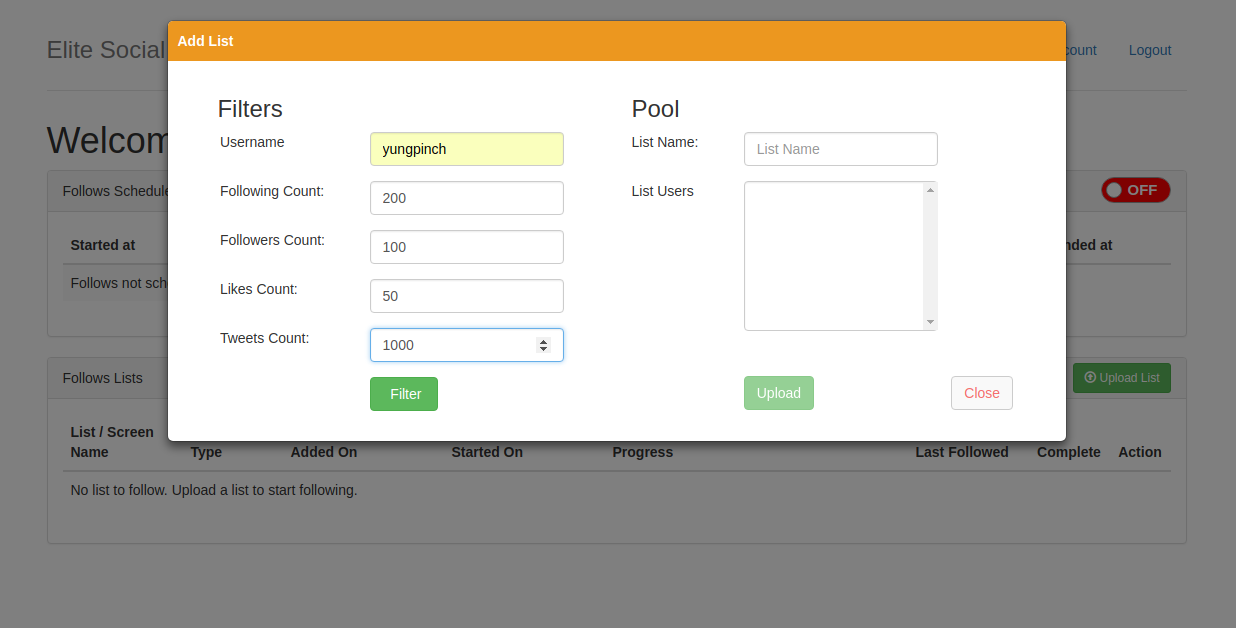 Add List
Elite Social
count
Logout
Filters
Pool
Username
yungpinch
List Name:
List Name
Welcom
Following Count:
200
List Users
Follows Schedule
OFF
Followers Count:
100
Started at
nded at
Follows not sch
Likes Count:
50
Tweets Count:
1000
Follows Lists
Upload List
Filter
Upload
Close
List / Screen
Name
Type
Added On
Started On
Progress
Last Followed
Complete
Action
No list to follow. Upload a list to start following.